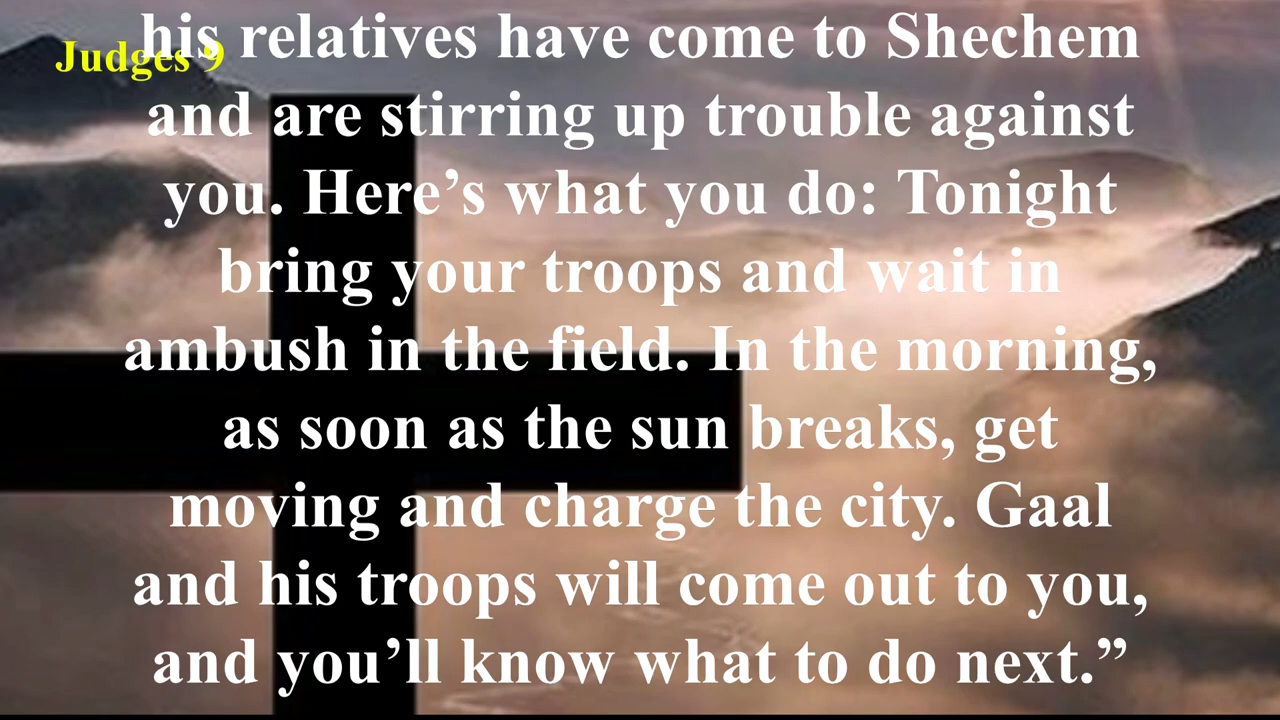 Judges 9
his relatives have come to Shechem
and are stirring up trouble against
you. Here’s what you do: Tonight
bring your troops and wait in
ambush in the field. In the morning,
as soon as the sun breaks, get
moving and charge the city. Gaal
and his troops will come out to you,
and you’ll know what to do next.”